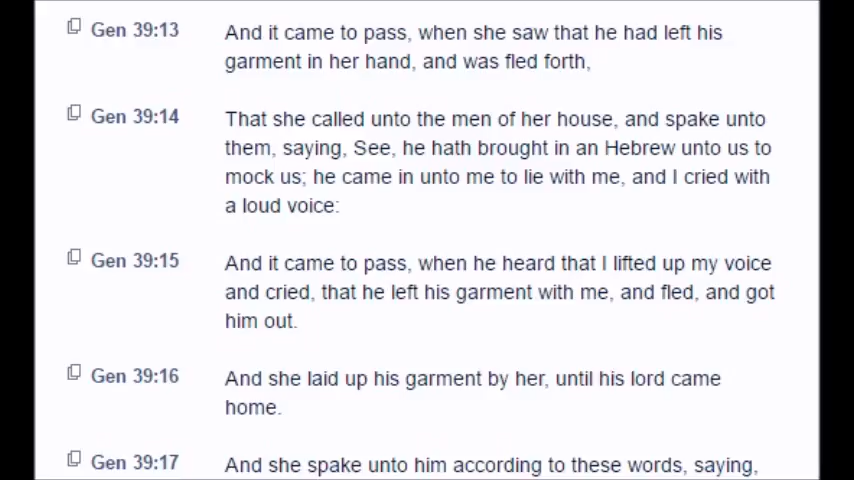 Gen 39:13 And it came to pass, when she saw that he had left his
garment in her hand, and was fled forth,
Gen 39:14 That she called unto the men of her house, and spake unto
them, saying, See, he hath brought in an Hebrew unto us to
mock us; he came in unto me to lie with me, and I cried with
a loud voice:
Gen 39:15 And it came to pass, when he heard that I lifted up my voice
and cried, that he left his garment with me, and fled, and got
him out.
Gen 39:16 And she laid up his garment by her, until his lord came
home.
Gen 39:17 And she spake unto him according to these words, saying,